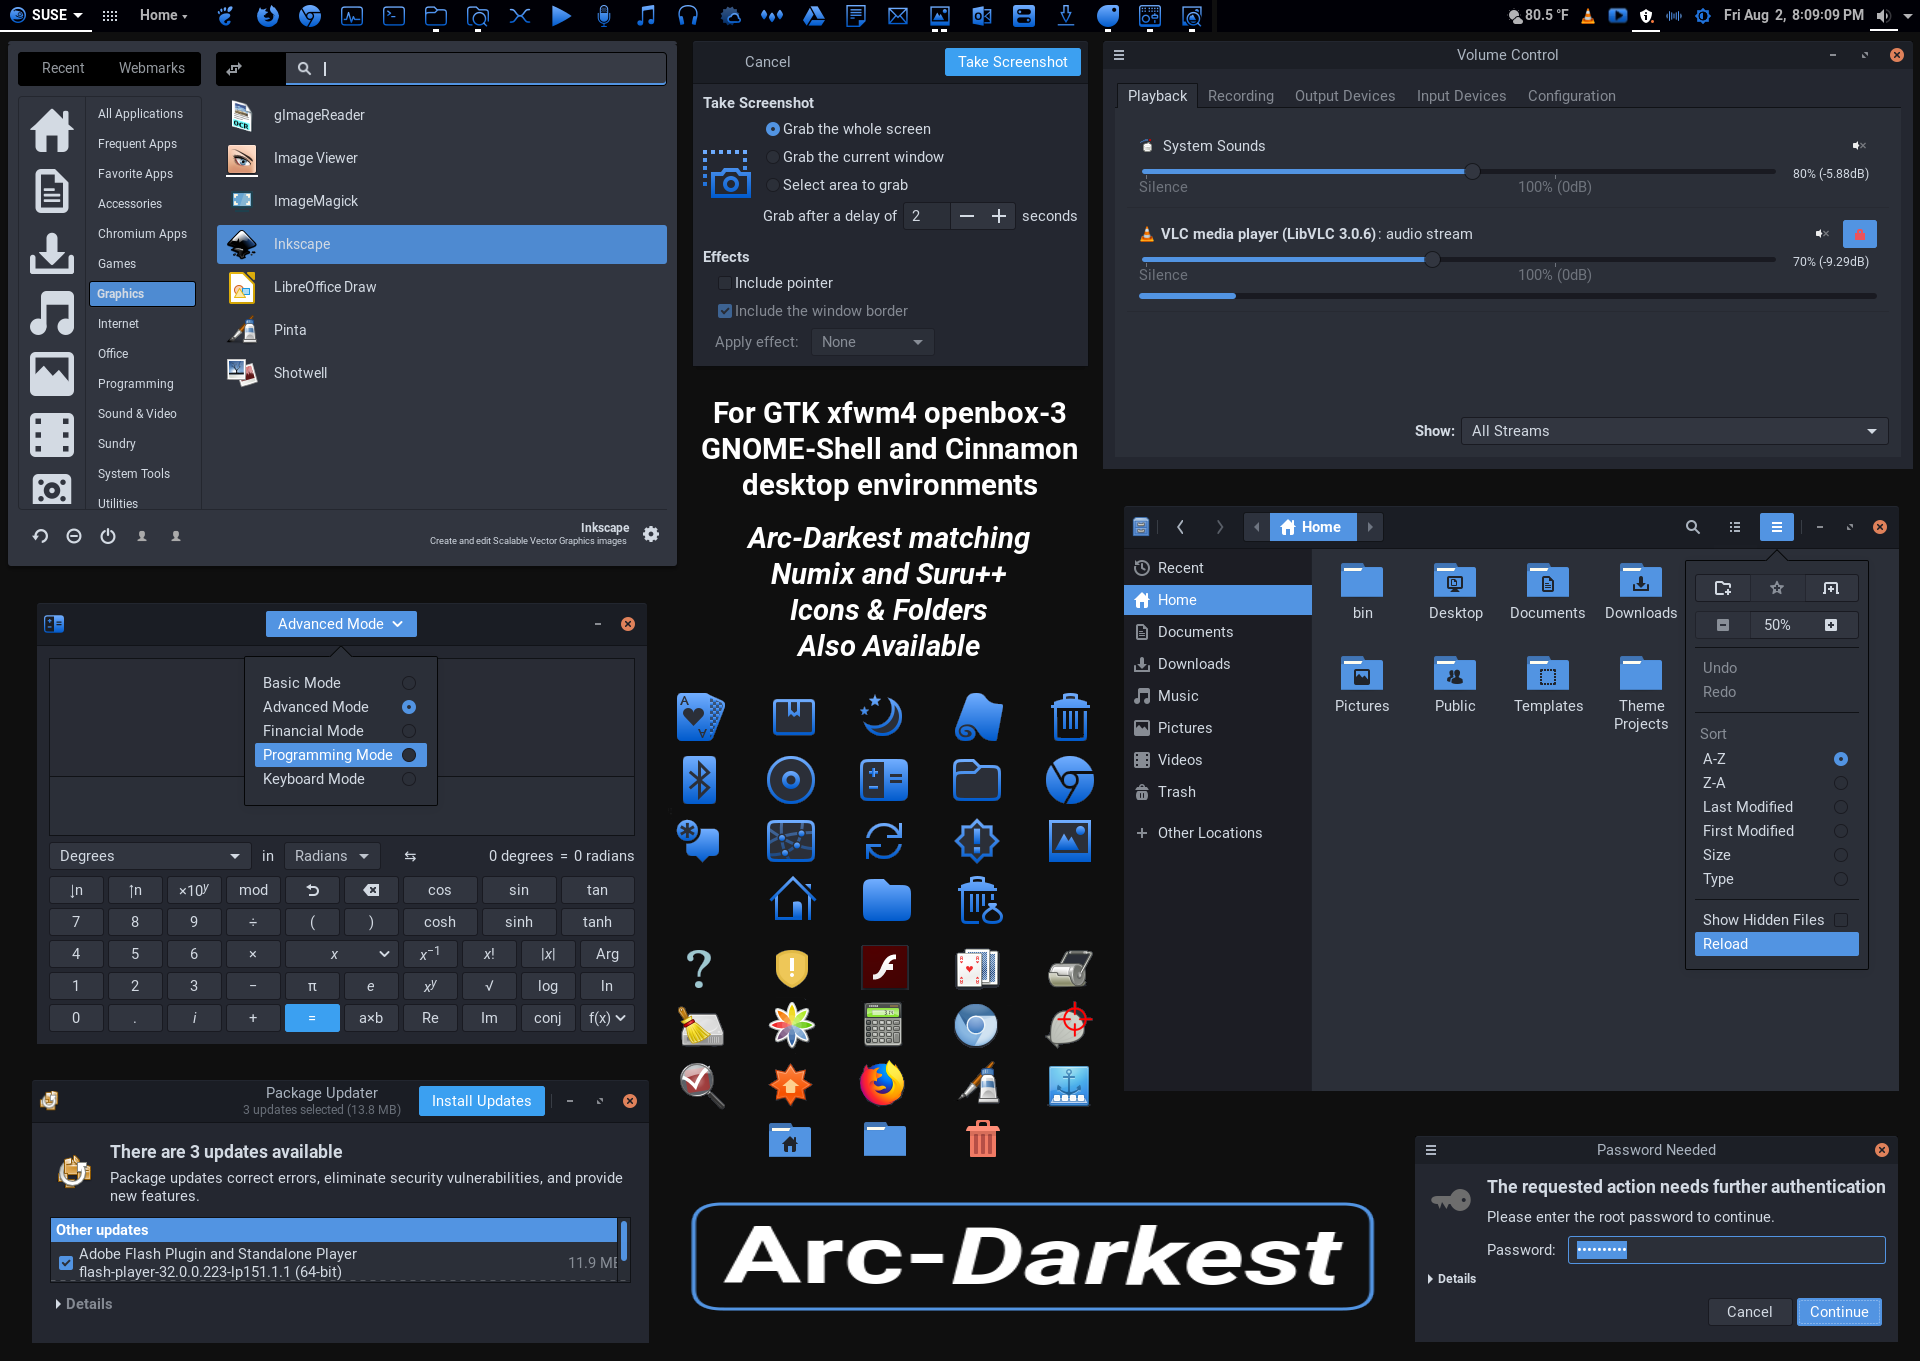 SUSE
Home
80.5 °F
Fri Aug 2, 8:09:09 PM
Recent
Webmarks
All Applications
Frequent Apps
Favorite Apps
Accessories
Chromium Apps
Games
Graphics
Internet
Office
Programming
Sound & Video
Sundry
System Tools
Utilities
OCR
gImageReader
Image Viewer
ImageMagick
Inkscape
LibreOffice Draw
Pinta
Shotwell
Inkscape
Create and edit Scalable Vector Graphics images
Cancel
Take Screenshot
Take Screenshot
Grab the whole screen
Grab the current window
Select area to grab
Grab after a delay of 2 − + seconds
Effects
Include pointer
Include the window border
Apply effect: None
Volume Control
Playback Recording Output Devices Input Devices Configuration
System Sounds
80% (-5.88dB)
Silence 100% (0dB)
VLC media player (LibVLC 3.0.6): audio stream
70% (-9.29dB)
Silence 100% (0dB)
Show: All Streams
For GTK xfwm4 openbox-3
GNOME-Shell and Cinnamon
desktop environments
Arc-Darkest matching
Numix and Suru++
Icons & Folders
Also Available
Advanced Mode
Basic Mode
Advanced Mode
Financial Mode
Programming Mode
Keyboard Mode
Degrees in Radians ⇆ 0 degrees = 0 radians
↓n ↑n ×10^y mod cos sin tan
7 8 9 ÷ ( ) cosh sinh tanh
4 5 6 × x x⁻¹ x! |x| Arg
1 2 3 − π e x^y √ log ln
0 . i + = a×b Re Im conj f(x)
Home
Recent
Home
Documents
Downloads
Music
Pictures
Videos
Trash
Other Locations
bin Desktop Documents Downloads
Pictures Public Templates Theme
Projects
50%
Undo
Redo
Sort
A-Z
Z-A
Last Modified
First Modified
Size
Type
Show Hidden Files
Reload
Package Updater
3 updates selected (13.8 MB)
Install Updates
There are 3 updates available
Package updates correct errors, eliminate security vulnerabilities, and provide
new features.
Other updates
Adobe Flash Plugin and Standalone Player
flash-player-32.0.0.223-lp151.1.1 (64-bit)
11.9 MB
Details
Arc-Darkest
Password Needed
The requested action needs further authentication
Please enter the root password to continue.
Password: ••••••••••
Details
Cancel
Continue